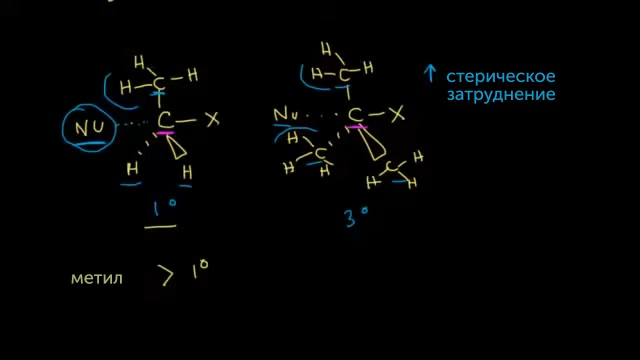 H
H C H
Nu C X
H H
1°
H
H C H
Nu C X
H C
H H
C H
H H
3°
↑ стерическое
затруднение
метил > 1°